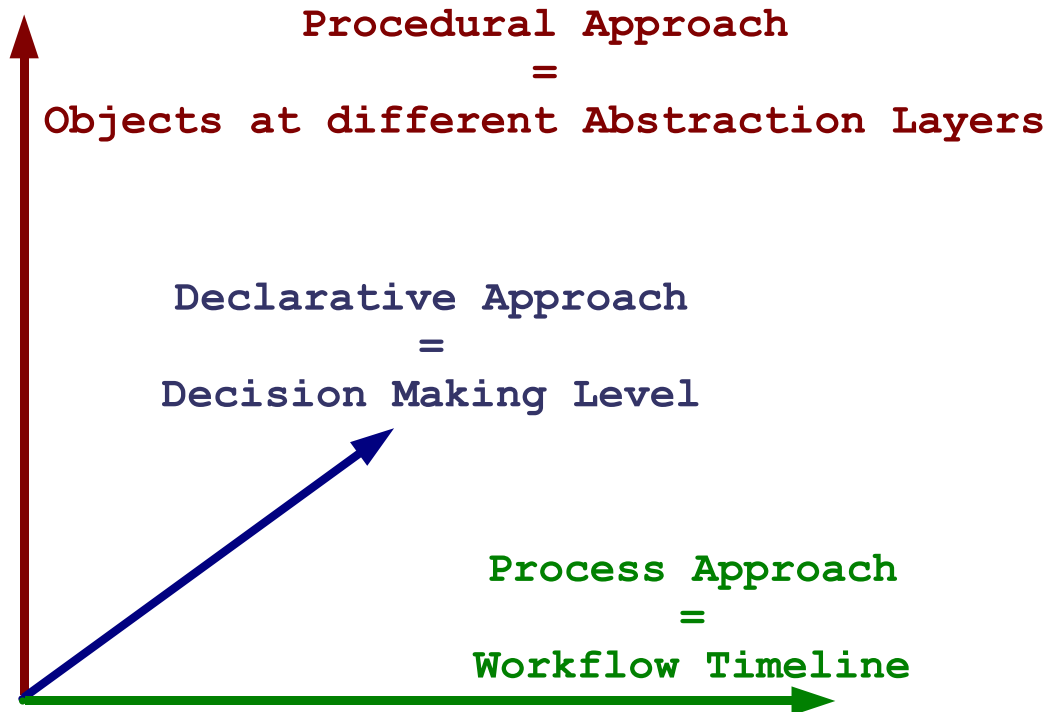 Procedural Approach
=
Objects at different Abstraction Layers
Declarative Approach
=
Decision Making Level
Process Approach
=
Workflow Timeline